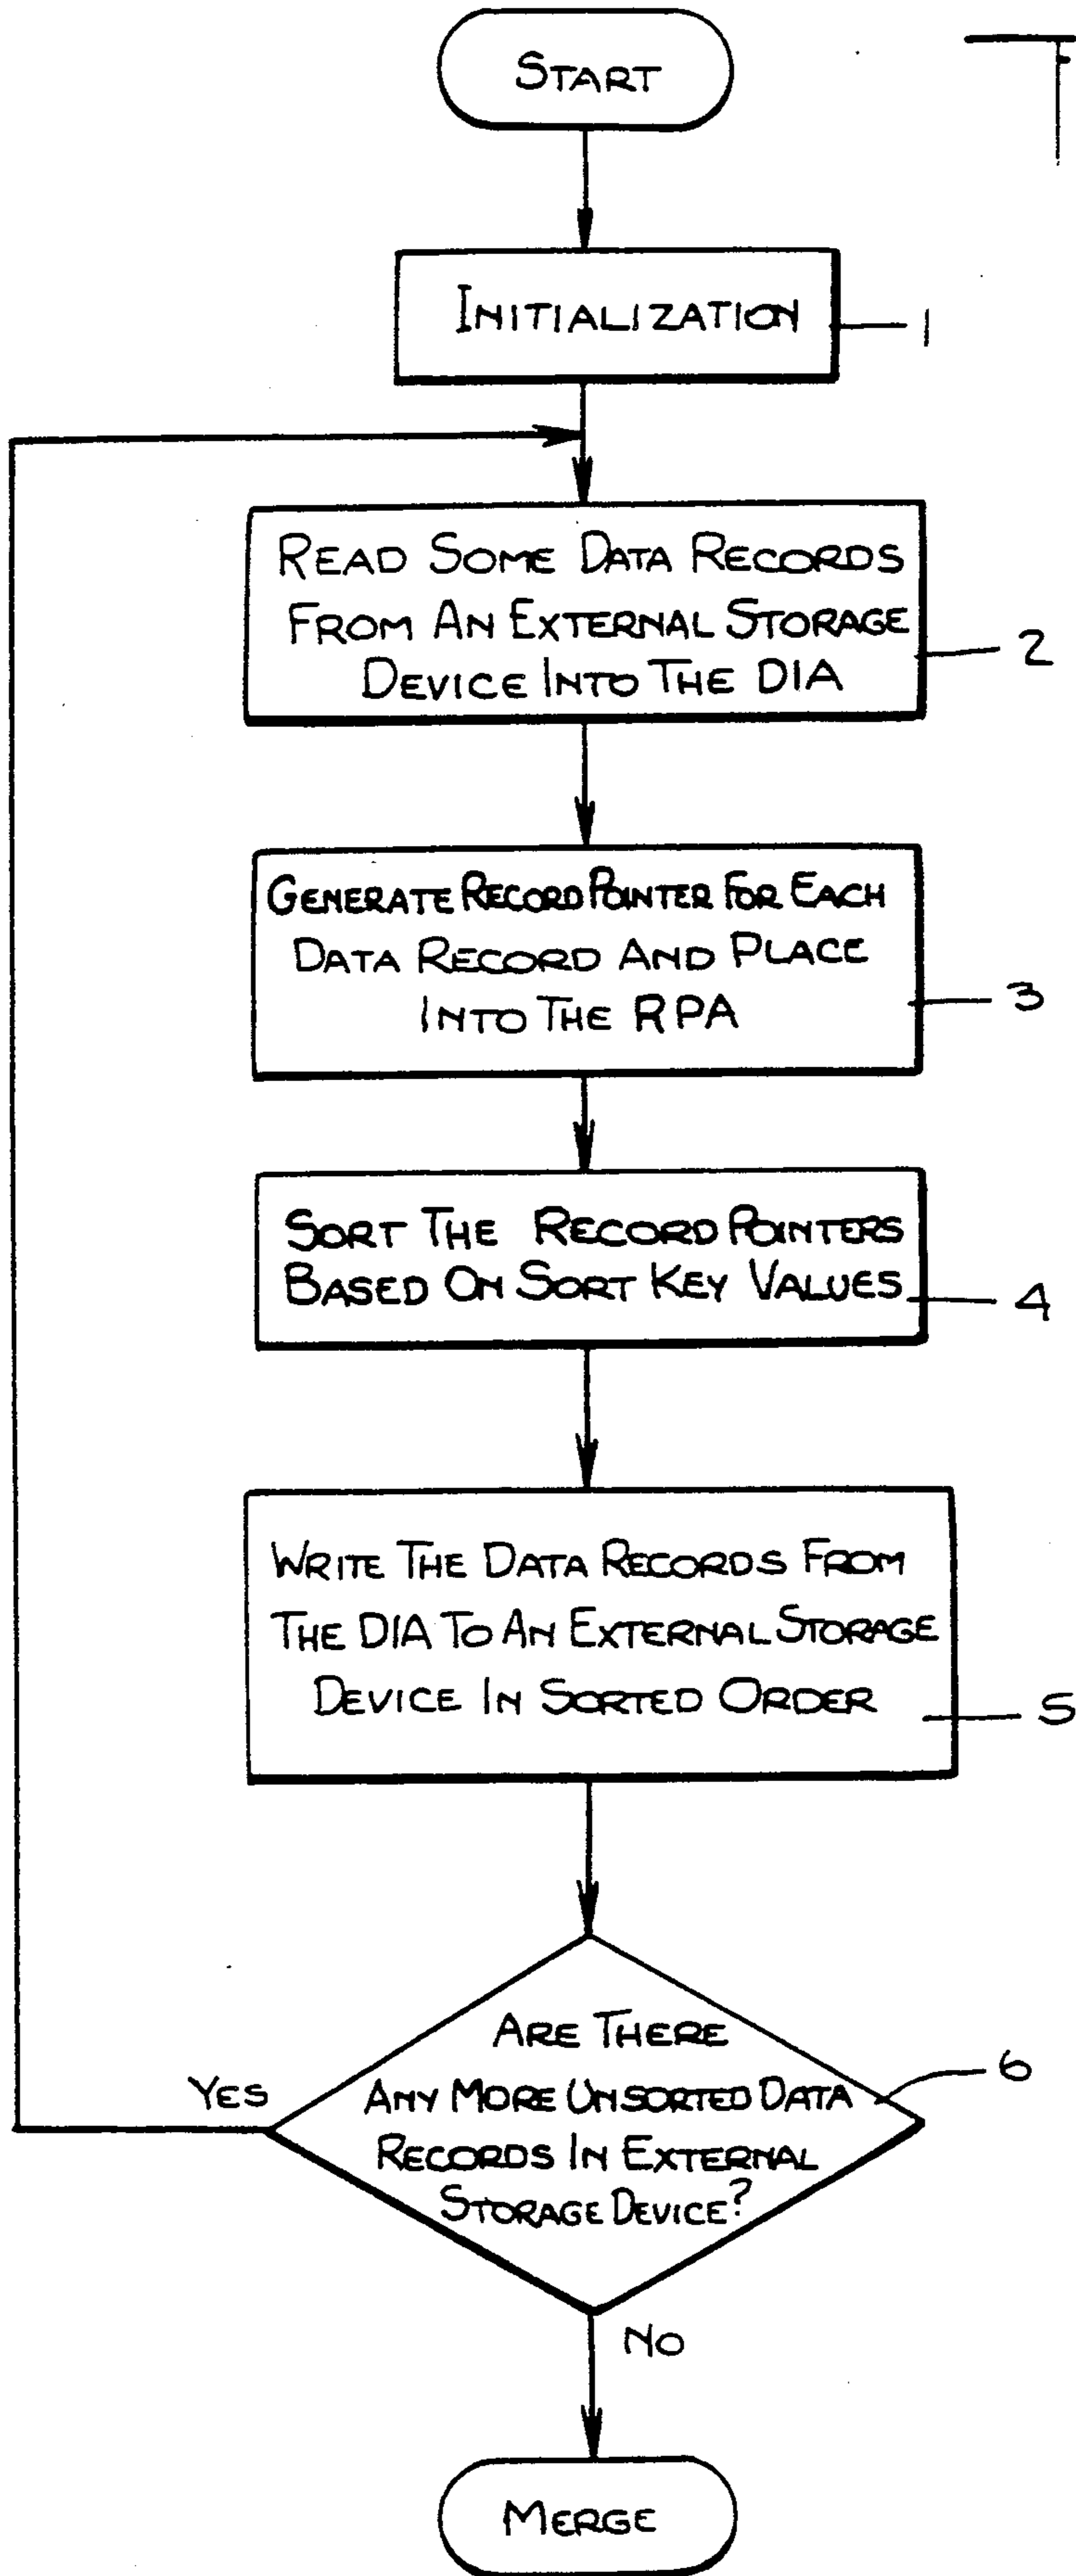 START
INITIALIZATION
1
READ SOME DATA RECORDS
FROM AN EXTERNAL STORAGE
DEVICE INTO THE DIA
2
GENERATE RECORD POINTER FOR EACH
DATA RECORD AND PLACE
INTO THE RPA
3
SORT THE RECORD POINTERS
BASED ON SORT KEY VALUES
4
WRITE THE DATA RECORDS FROM
THE DIA TO AN EXTERNAL STORAGE
DEVICE IN SORTED ORDER
5
ARE THERE
ANY MORE UNSORTED DATA
RECORDS IN EXTERNAL
STORAGE DEVICE?
6
YES
NO
MERGE